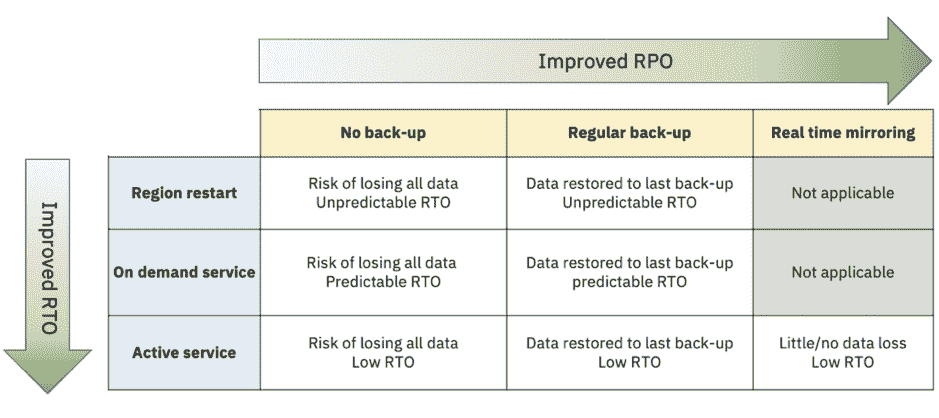 Improved RPO
No back-up
Regular back-up
Real time mirroring
Improved RTO
Region restart
Risk of losing all data
Unpredictable RTO
Data restored to last back-up
Unpredictable RTO
Not applicable
On demand service
Risk of losing all data
Predictable RTO
Data restored to last back-up
predictable RTO
Not applicable
Active service
Risk of losing all data
Low RTO
Data restored to last back-up
Low RTO
Little/no data loss
Low RTO